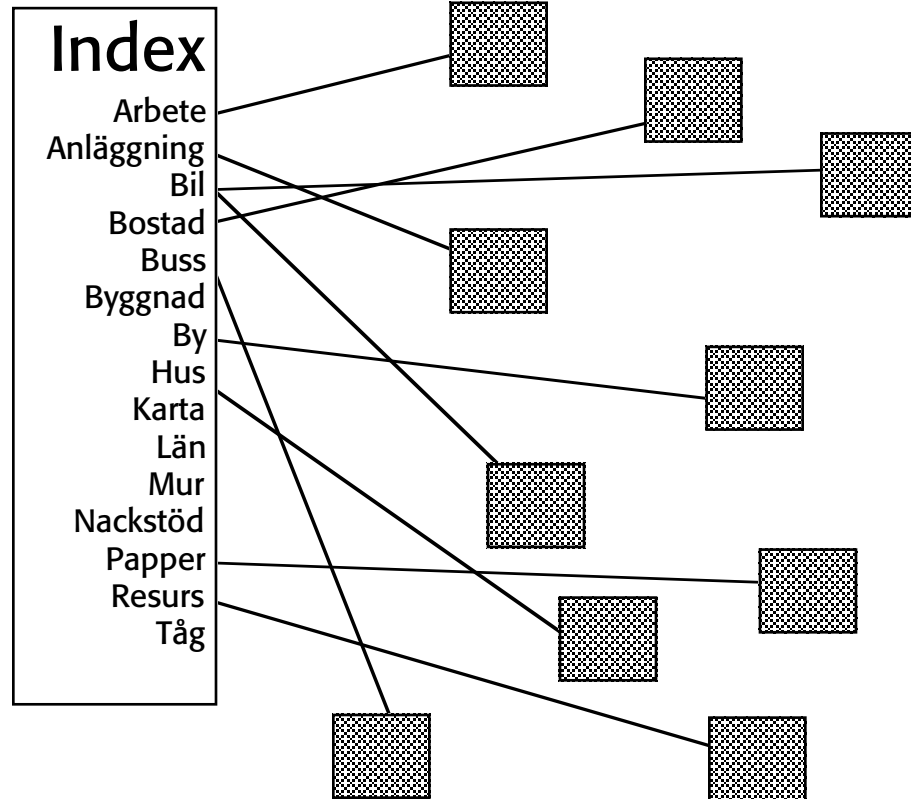 Index
Arbete
Anläggning
Bil
Bostad
Buss
Byggnad
By
Hus
Karta
Län
Mur
Nackstöd
Papper
Resurs
Tåg